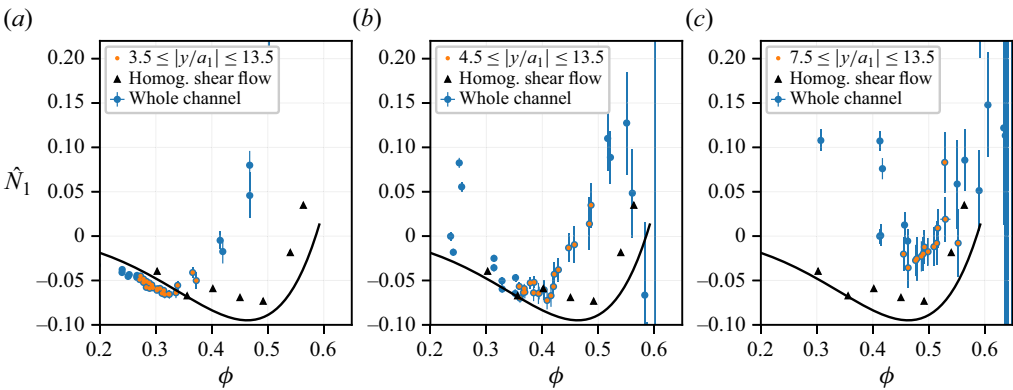 (a)
(b)
(c)
0.20
0.15
0.10
0.05
0
−0.05
−0.10
N̂₁
3.5 ≤ |y/a₁| ≤ 13.5
Homog. shear flow
Whole channel
0.2 0.3 0.4 0.5 0.6
ϕ
0.20
0.15
0.10
0.05
0
−0.05
−0.10
4.5 ≤ |y/a₁| ≤ 13.5
Homog. shear flow
Whole channel
0.2 0.3 0.4 0.5 0.6
ϕ
0.20
0.15
0.10
0.05
0
−0.05
−0.10
7.5 ≤ |y/a₁| ≤ 13.5
Homog. shear flow
Whole channel
0.2 0.3 0.4 0.5 0.6
ϕ